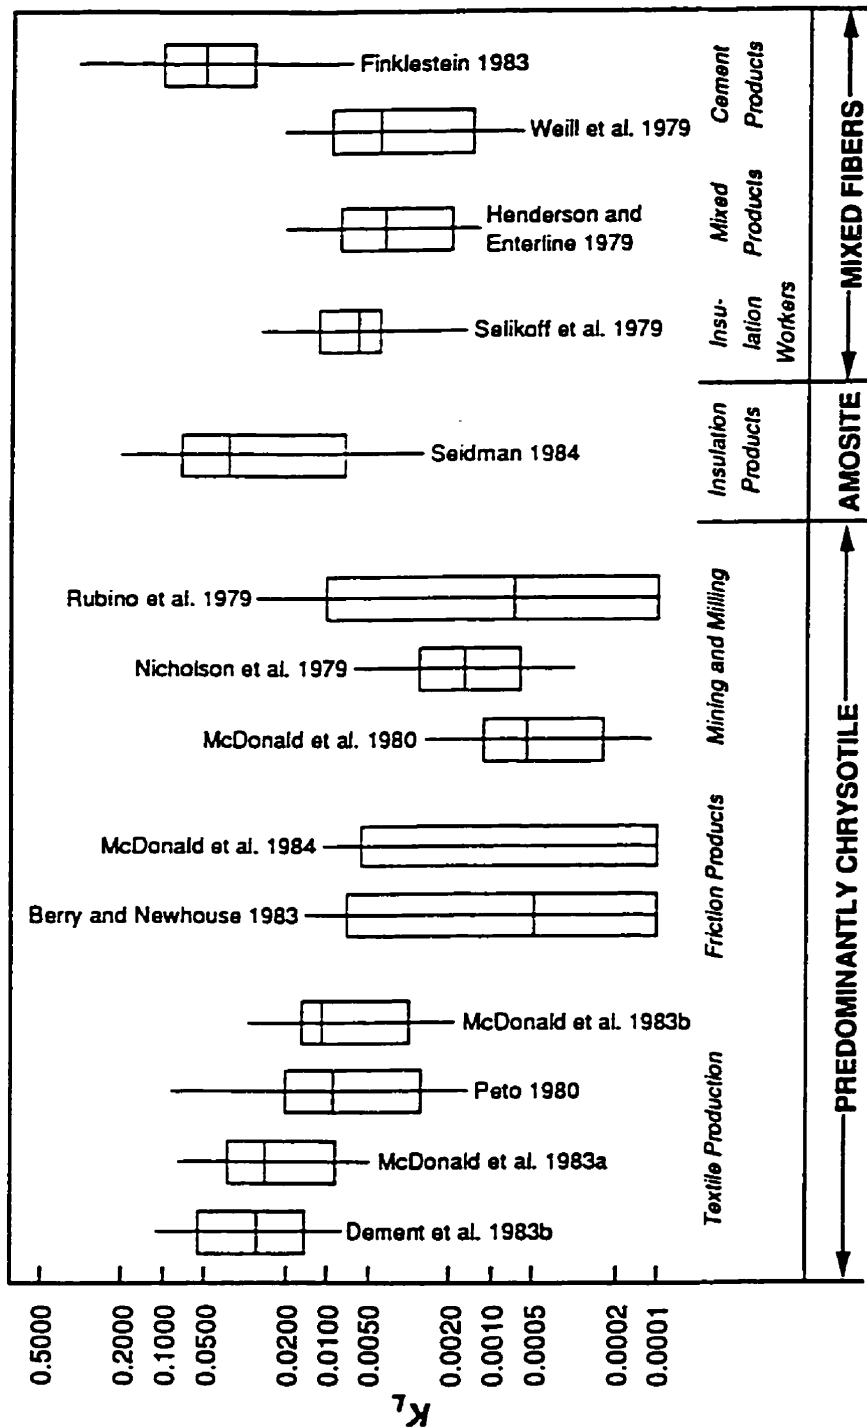 Finklestein 1983
Weill et al. 1979
Henderson and
Enterline 1979
Selikoff et al. 1979
Seidman 1984
Rubino et al. 1979
Nicholson et al. 1979
McDonald et al. 1980
McDonald et al. 1984
Berry and Newhouse 1983
McDonald et al. 1983b
Peto 1980
McDonald et al. 1983a
Dement et al. 1983b
Cement
Products
Mixed
Products
Insu-
lation
Workers
Insulation
Products
Mining and Milling
Friction Products
Textile Production
MIXED FIBERS
AMOSITE
PREDOMINANTLY CHRYSOTILE
0.5000
0.2000
0.1000
0.0500
0.0200
0.0100
0.0050
0.0020
0.0010
0.0005
0.0002
0.0001
K_L